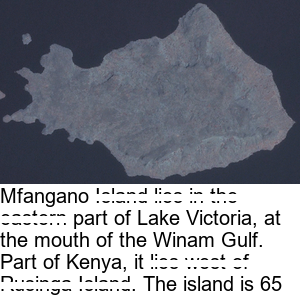 Mfangano Island lies in the
eastern part of Lake Victoria, at
the mouth of the Winam Gulf.
Part of Kenya, it lies west of
Rusinga Island. The island is 65